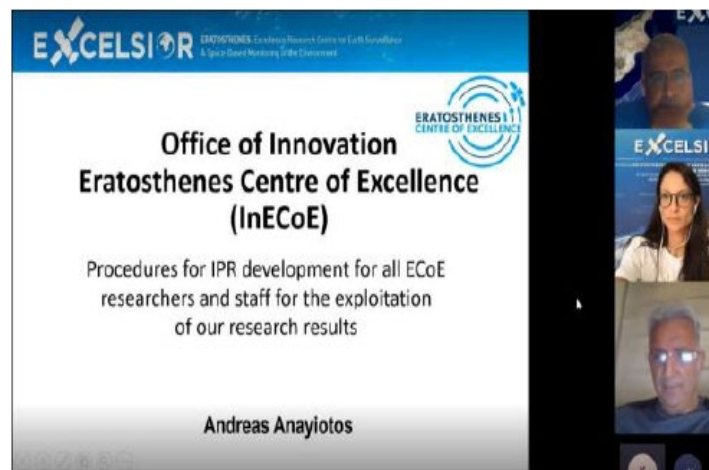 EXCELSIOR
ERATOSTHENES: Excellence Research Centre for Earth Surveillance
& Space-Based Monitoring of the Environment
ERATOSTHENES
CENTRE OF EXCELLENCE
Office of Innovation
Eratosthenes Centre of Excellence
(InECoE)
Procedures for IPR development for all ECoE
researchers and staff for the exploitation
of our research results
Andreas Anayiotos
EXCELSI